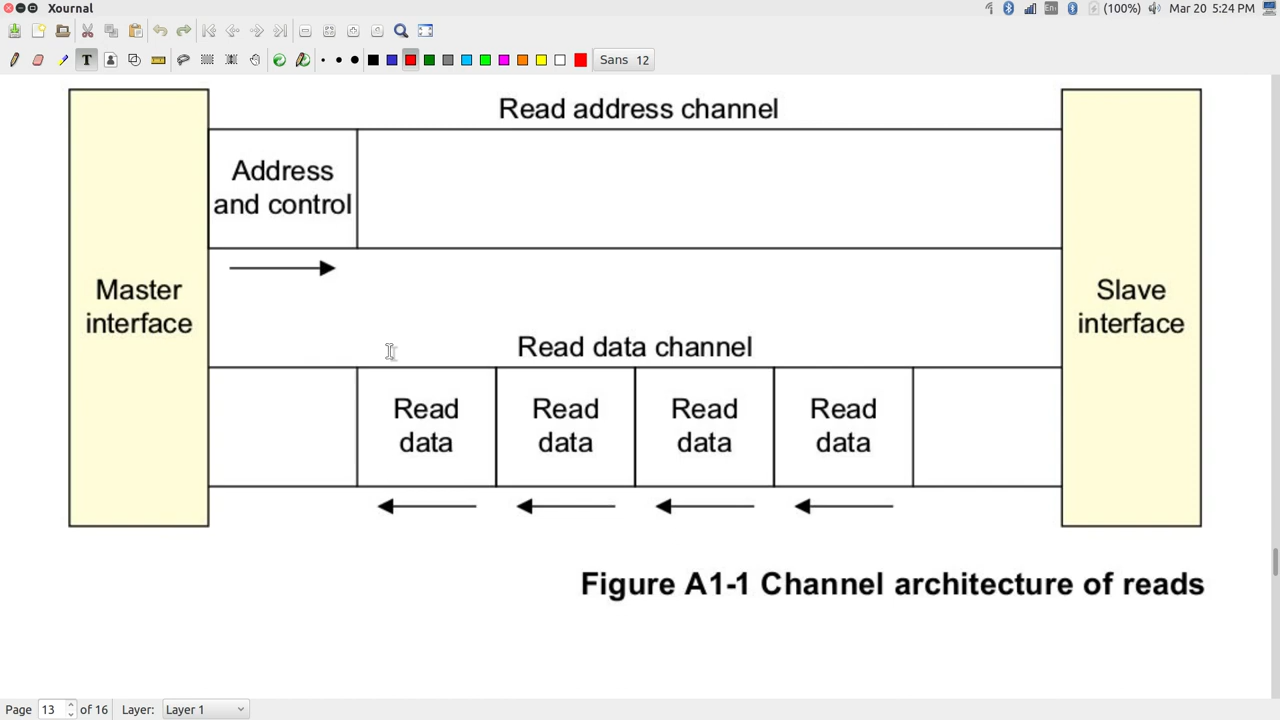 Xournal
En
(100%)
Mar 20 5:24 PM
T
Sans 12
Read address channel
Address
and control
Master
interface
Slave
interface
Read data channel
Read
data
Read
data
Read
data
Read
data
Figure A1-1 Channel architecture of reads
Page 13 of 16 Layer: Layer 1